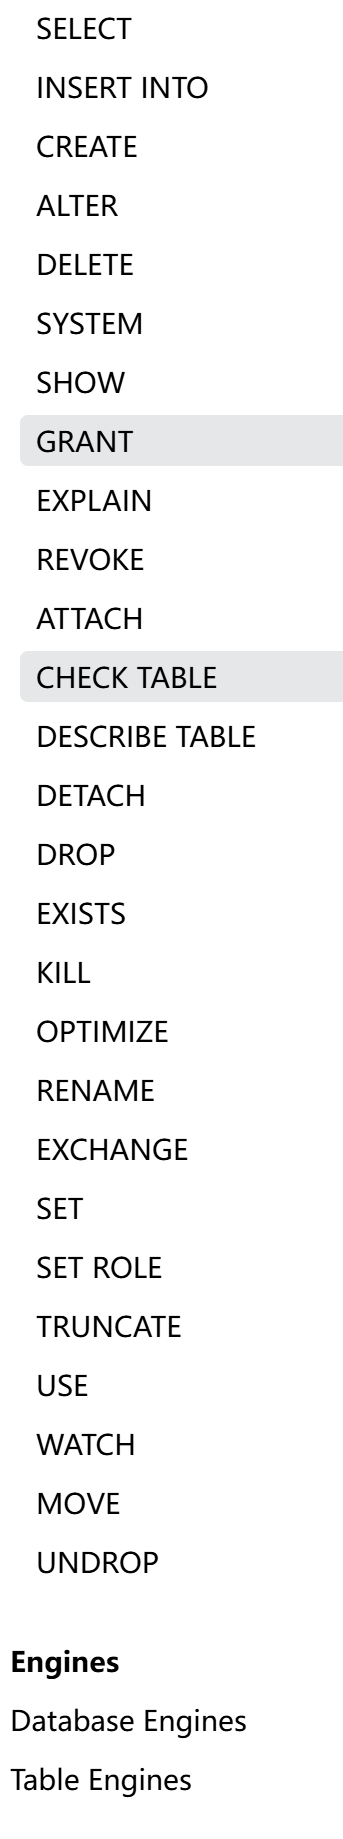 SELECT
INSERT INTO
CREATE
ALTER
DELETE
SYSTEM
SHOW
GRANT
EXPLAIN
REVOKE
ATTACH
CHECK TABLE
DESCRIBE TABLE
DETACH
DROP
EXISTS
KILL
OPTIMIZE
RENAME
EXCHANGE
SET
SET ROLE
TRUNCATE
USE
WATCH
MOVE
UNDROP
Engines
Database Engines
Table Engines